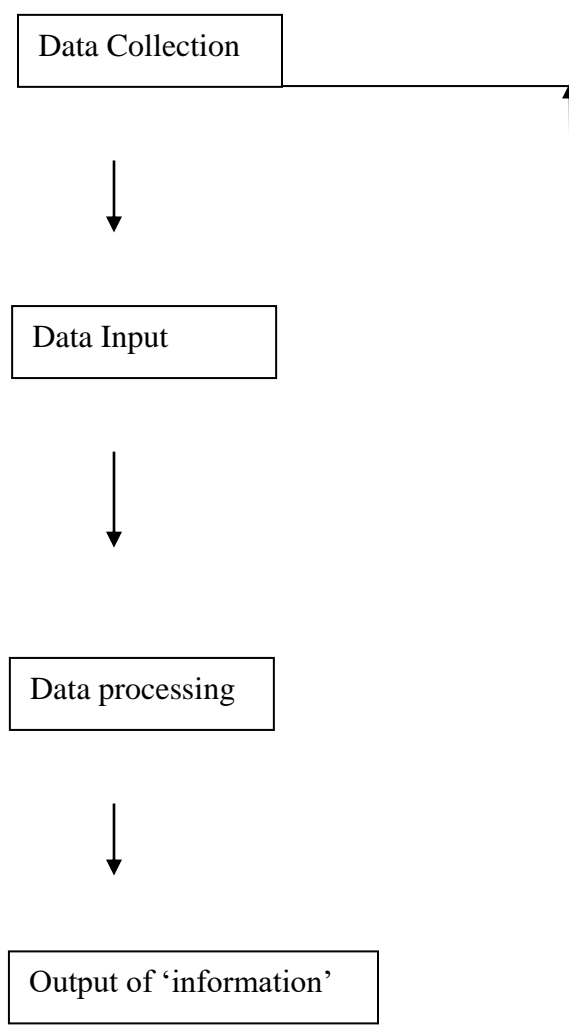 Data Collection
Data Input
Data processing
Output of ‘information’